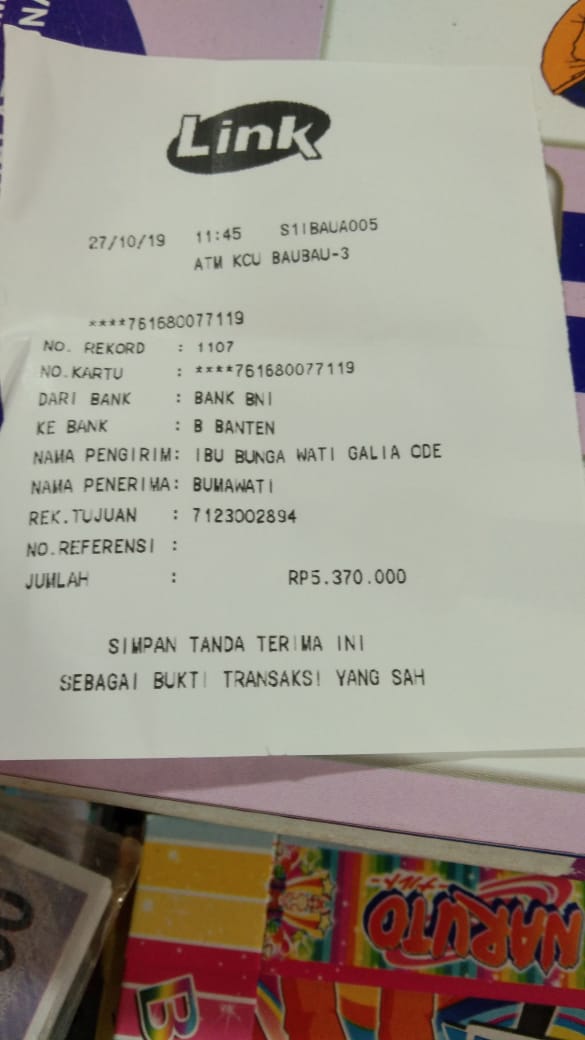 Link
27/10/19 11:45 S1IBAUA005
ATM KCU BAUBAU-3
****761680077119
NO. REKORD : 1107
NO.KARTU : ****761680077119
DARI BANK : BANK BNI
KE BANK : B BANTEN
NAMA PENGIRIM: IBU BUNGA WATI GALIA ODE
NAMA PENERIMA: BUMAWATI
REK.TUJUAN : 7123002894
NO.REFERENSI :
JUMLAH : RP5.370.000
SIMPAN TANDA TERIMA INI
SEBAGAI BUKTI TRANSAKSI YANG SAH
NARUTO
B